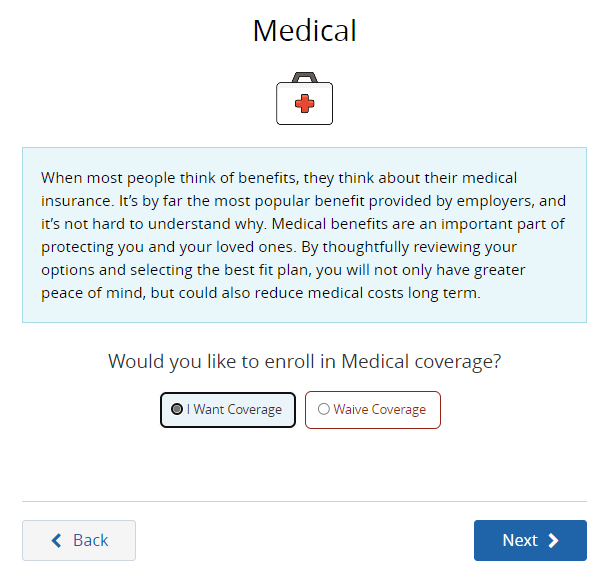 Medical
When most people think of benefits, they think about their medical
insurance. It’s by far the most popular benefit provided by employers, and
it’s not hard to understand why. Medical benefits are an important part of
protecting you and your loved ones. By thoughtfully reviewing your
options and selecting the best fit plan, you will not only have greater
peace of mind, but could also reduce medical costs long term.
Would you like to enroll in Medical coverage?
I Want Coverage
Waive Coverage
Back
Next